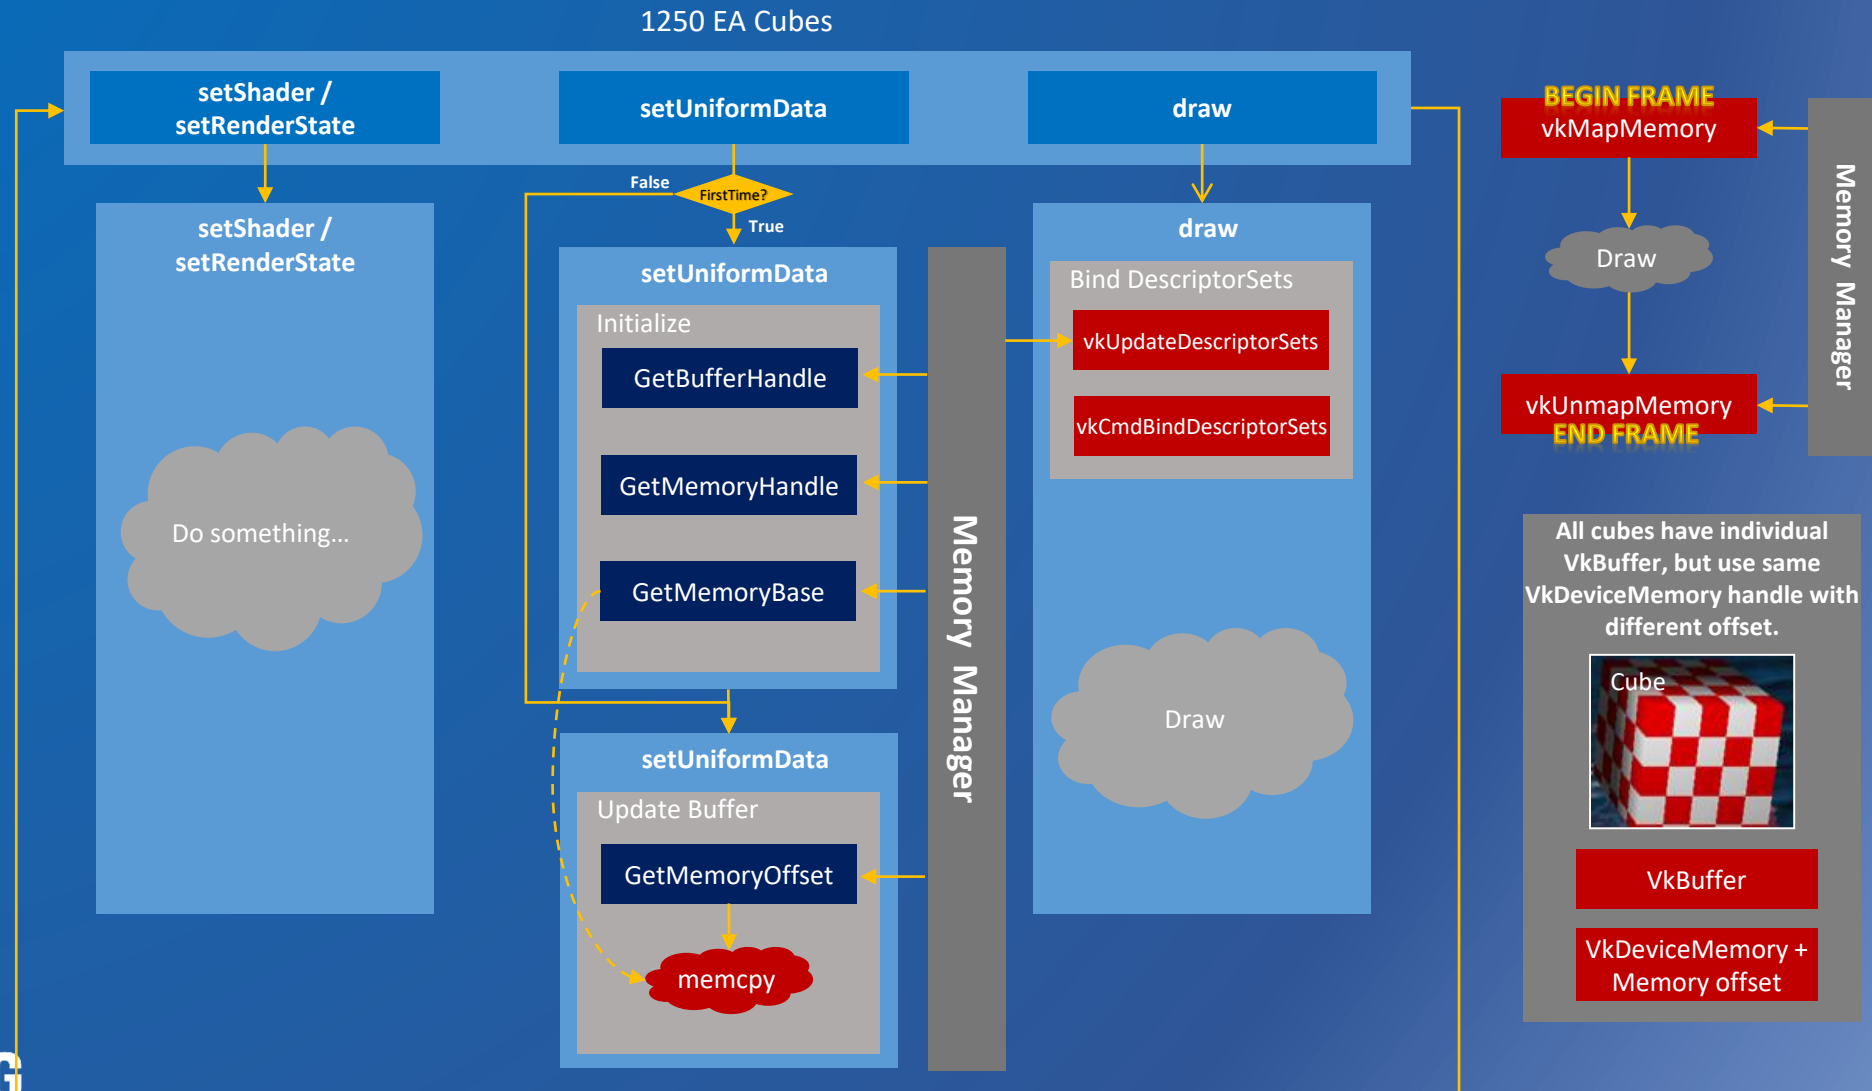 1250 EA Cubes
setShader /
setRenderState
setUniformData
draw
False
FirstTime?
True
setShader /
setRenderState
Do something...
setUniformData
Initialize
GetBufferHandle
GetMemoryHandle
GetMemoryBase
setUniformData
Update Buffer
GetMemoryOffset
memcpy
Memory Manager
draw
Bind DescriptorSets
vkUpdateDescriptorSets
vkCmdBindDescriptorSets
Draw
BEGIN FRAME
vkMapMemory
Draw
vkUnmapMemory
END FRAME
Memory Manager
All cubes have individual
VkBuffer, but use same
VkDeviceMemory handle with
different offset.
Cube
VkBuffer
VkDeviceMemory +
Memory offset
G